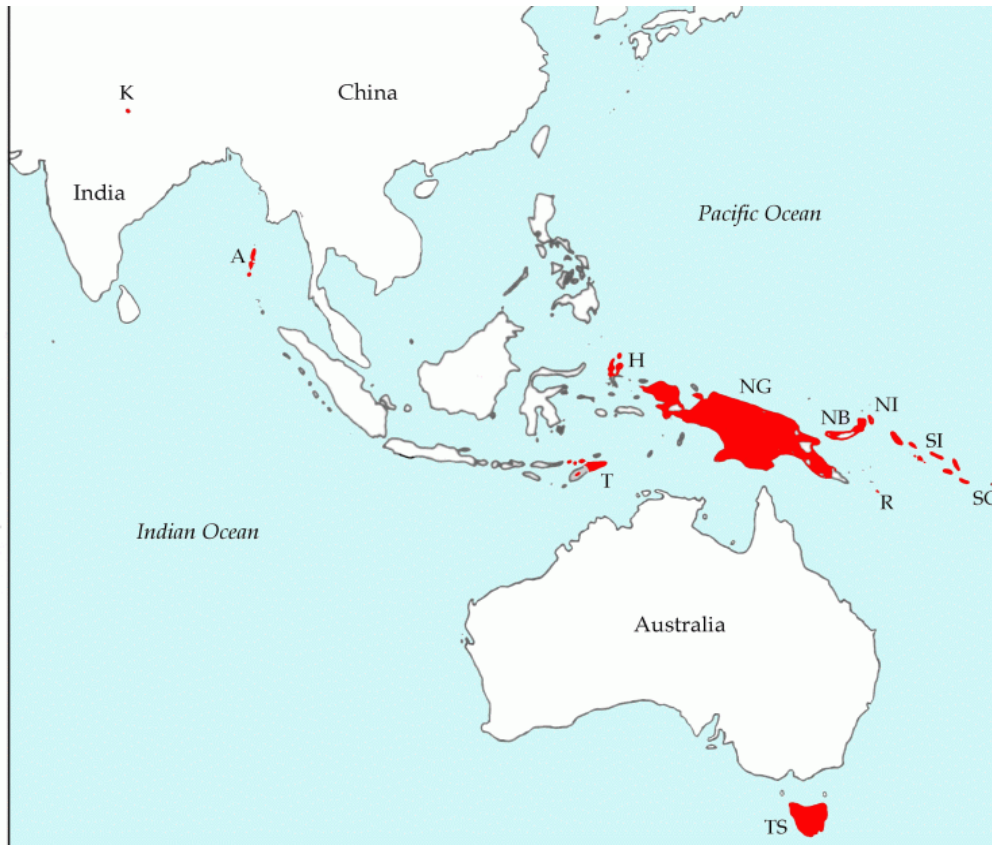 K
China
India
Pacific Ocean
A
H
NG
NB
NI
SI
T
R
Indian Ocean
Australia
TS